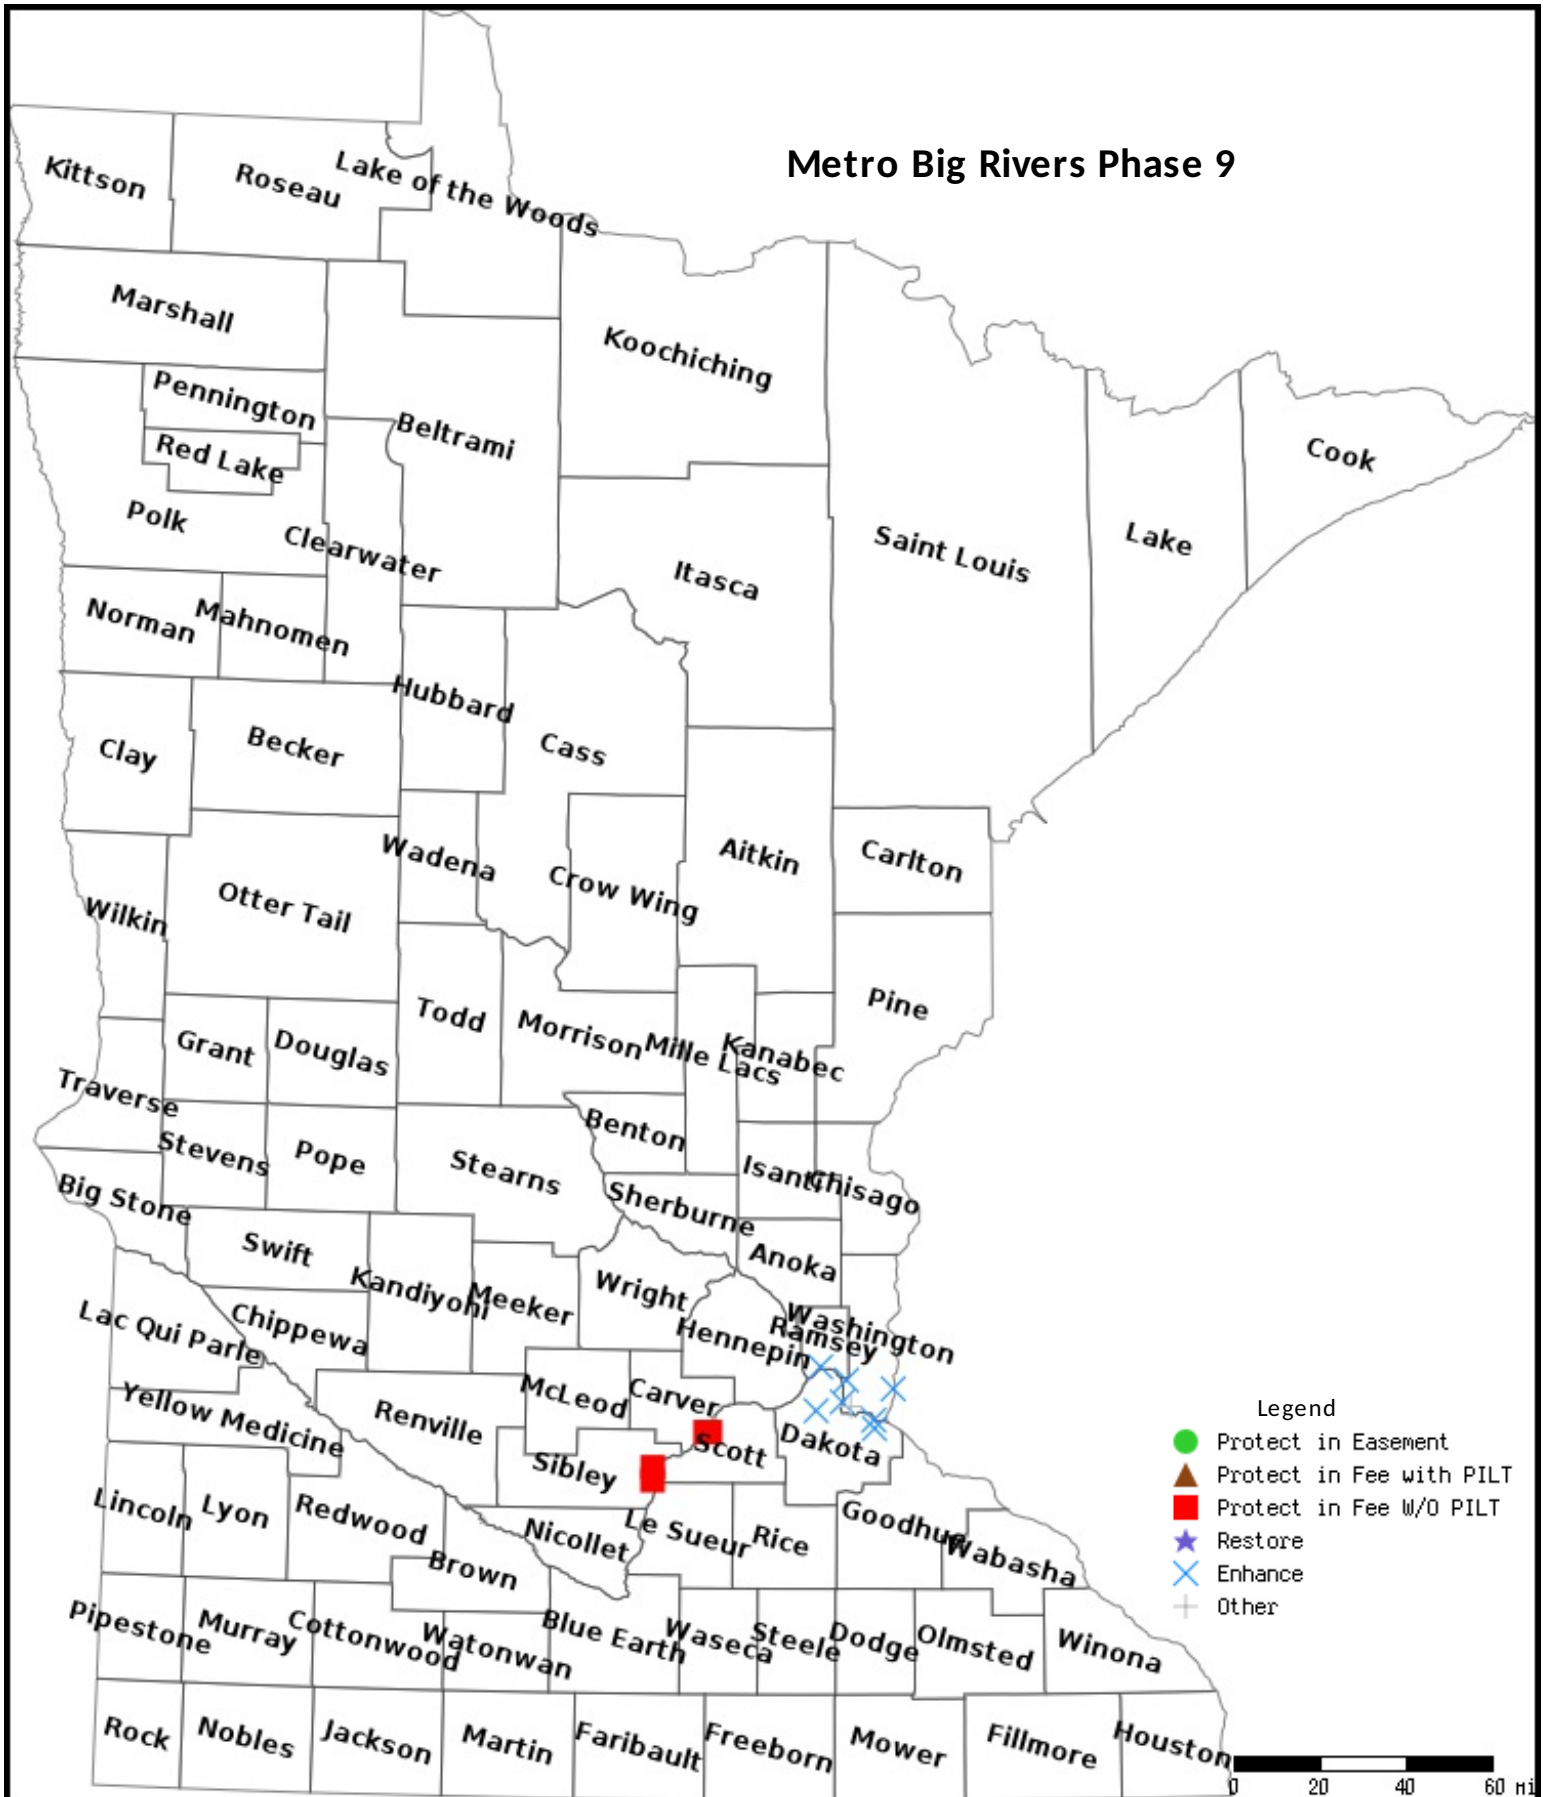 Metro Big Rivers Phase 9
Kittson
Roseau
Lake of the Woods
Marshall
Koochiching
Pennington
Beltrami
Red Lake
Cook
Polk
Clearwater
Saint Louis
Lake
Itasca
Norman
Mahnomen
Hubbard
Clay
Becker
Cass
Wadena
Aitkin
Carlton
Crow Wing
Otter Tail
Wilkin
Pine
Todd
Morrison
Mille Lacs
Kanabec
Grant
Douglas
Traverse
Benton
Stevens
Pope
Stearns
Isanti
Chisago
Big Stone
Sherburne
Swift
Anoka
Kandiyohi
Meeker
Wright
Washington
Ramsey
Hennepin
Lac Qui Parle
Chippewa
McLeod
Carver
Yellow Medicine
Renville
Scott
Dakota
Sibley
Legend
Protect in Easement
Protect in Fee with PILT
Protect in Fee W/O PILT
Restore
Enhance
Other
Lincoln
Lyon
Redwood
Nicollet
Le Sueur
Rice
Goodhue
Wabasha
Brown
Pipestone
Murray
Cottonwood
Watonwan
Blue Earth
Waseca
Steele
Dodge
Olmsted
Winona
Rock
Nobles
Jackson
Martin
Faribault
Freeborn
Mower
Fillmore
Houston
0 20 40 60 Mi